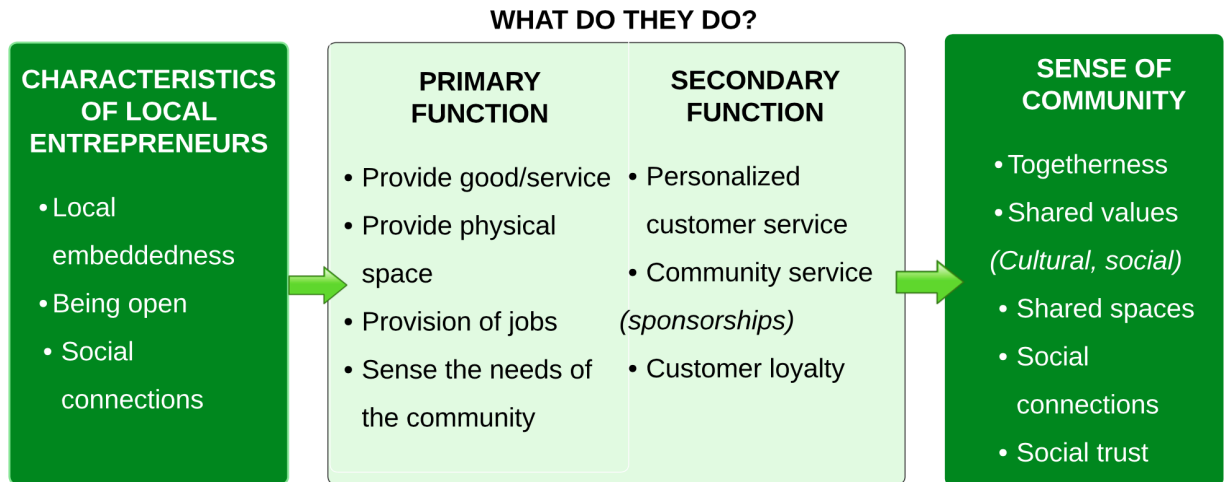 WHAT DO THEY DO?
CHARACTERISTICS
OF LOCAL
ENTREPRENEURS
• Local
embeddedness
• Being open
• Social
connections
PRIMARY
FUNCTION
• Provide good/service
• Provide physical
space
• Provision of jobs
• Sense the needs of
the community
SECONDARY
FUNCTION
• Personalized
customer service
• Community service
(sponsorships)
• Customer loyalty
SENSE OF
COMMUNITY
• Togetherness
• Shared values
(Cultural, social)
• Shared spaces
• Social
connections
• Social trust